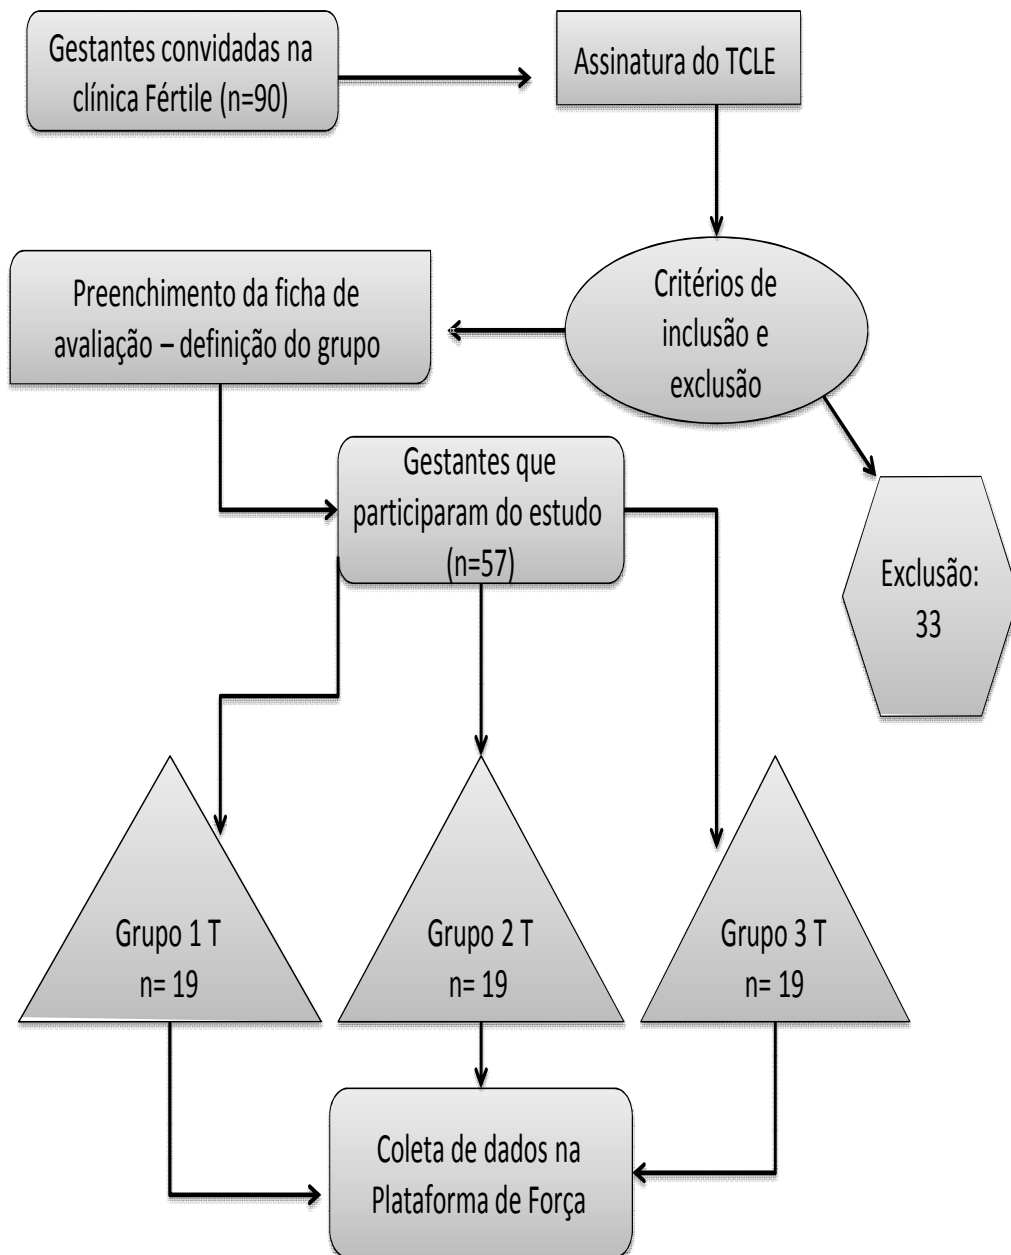 Gestantes convidadas na
clínica Fértile (n=90)
Assinatura do TCLE
Critérios de
inclusão e
exclusão
Preenchimento da ficha de
avaliação – definição do grupo
Gestantes que
participaram do estudo
(n=57)
Exclusão:
33
Grupo 1 T
n= 19
Grupo 2 T
n= 19
Grupo 3 T
n= 19
Coleta de dados na
Plataforma de Força